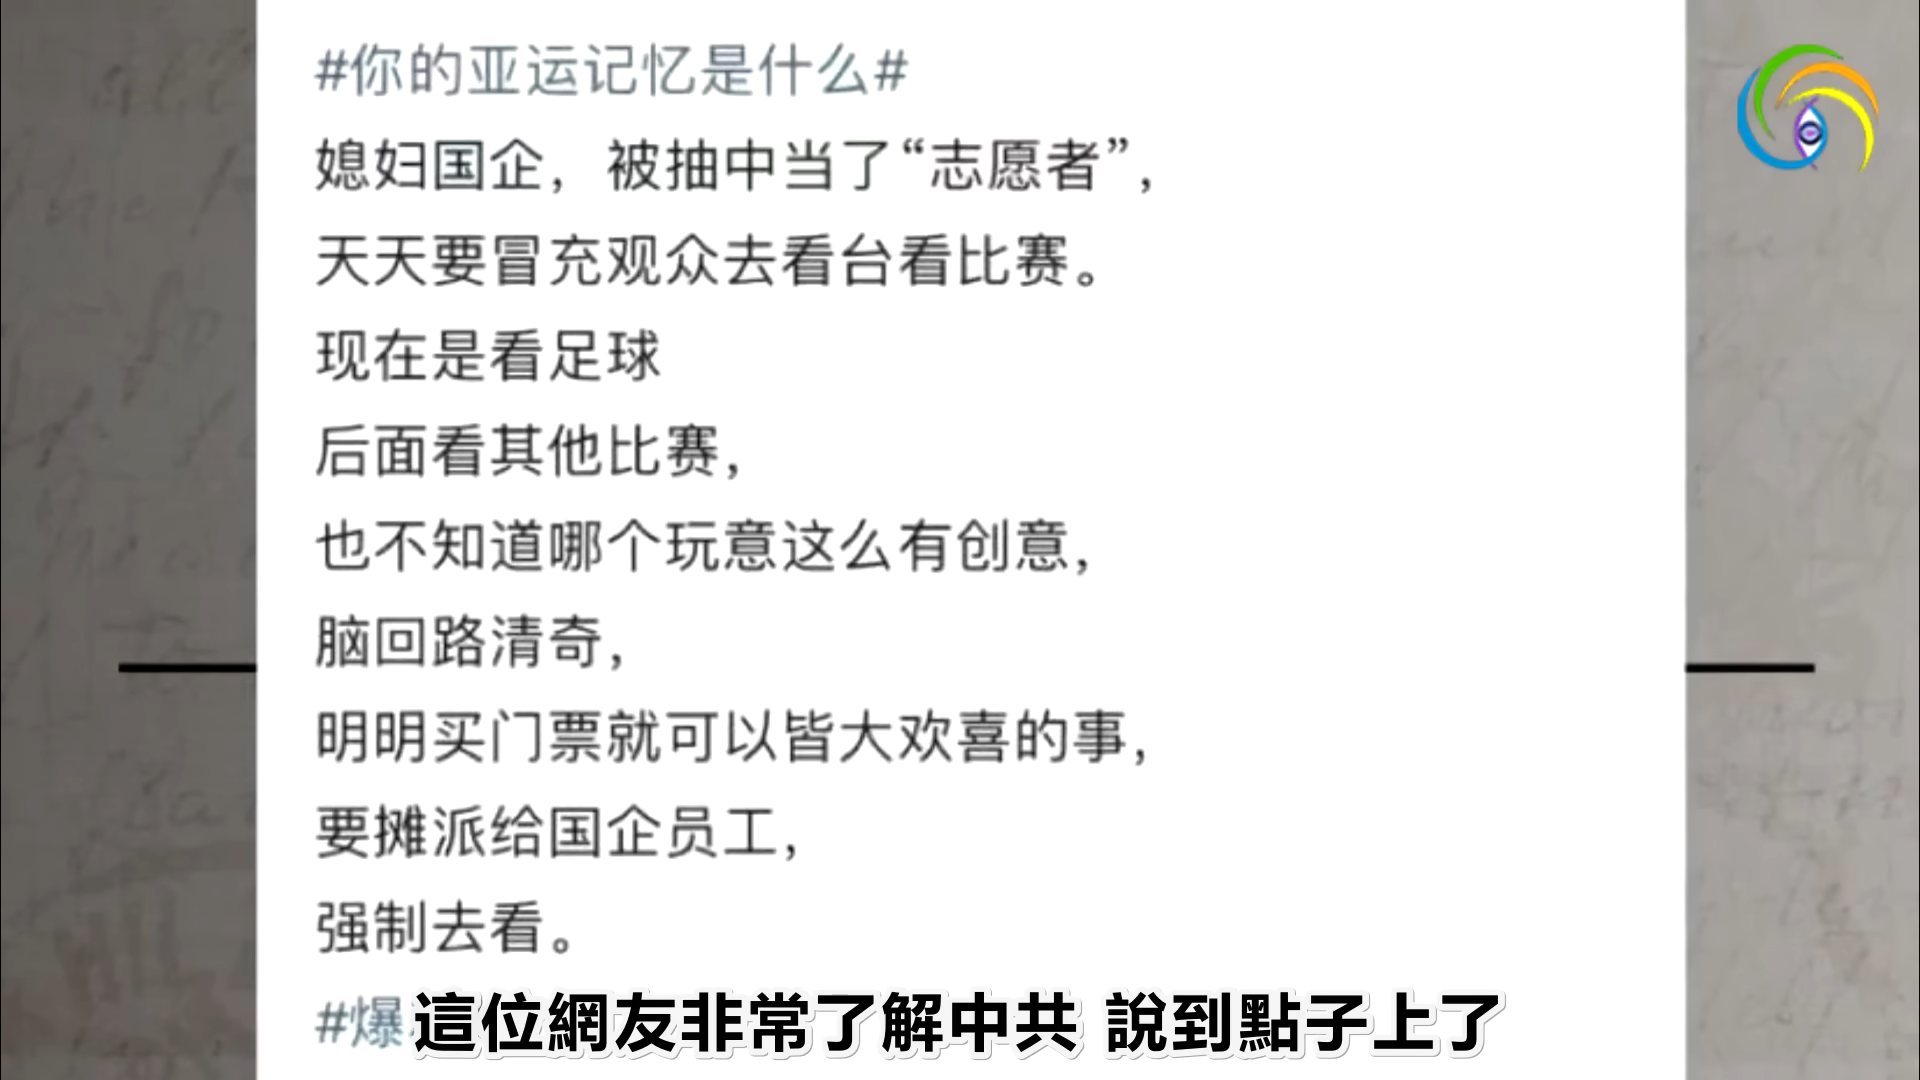 #你的亚运记忆是什么#
媳妇国企，被抽中当了“志愿者”，
天天要冒充观众去看台看比赛。
现在是看足球
后面看其他比赛，
也不知道哪个玩意这么有创意，
脑回路清奇，
明明买门票就可以皆大欢喜的事，
要摊派给国企员工，
强制去看。
#爆
這位網友非常了解中共 說到點子上了